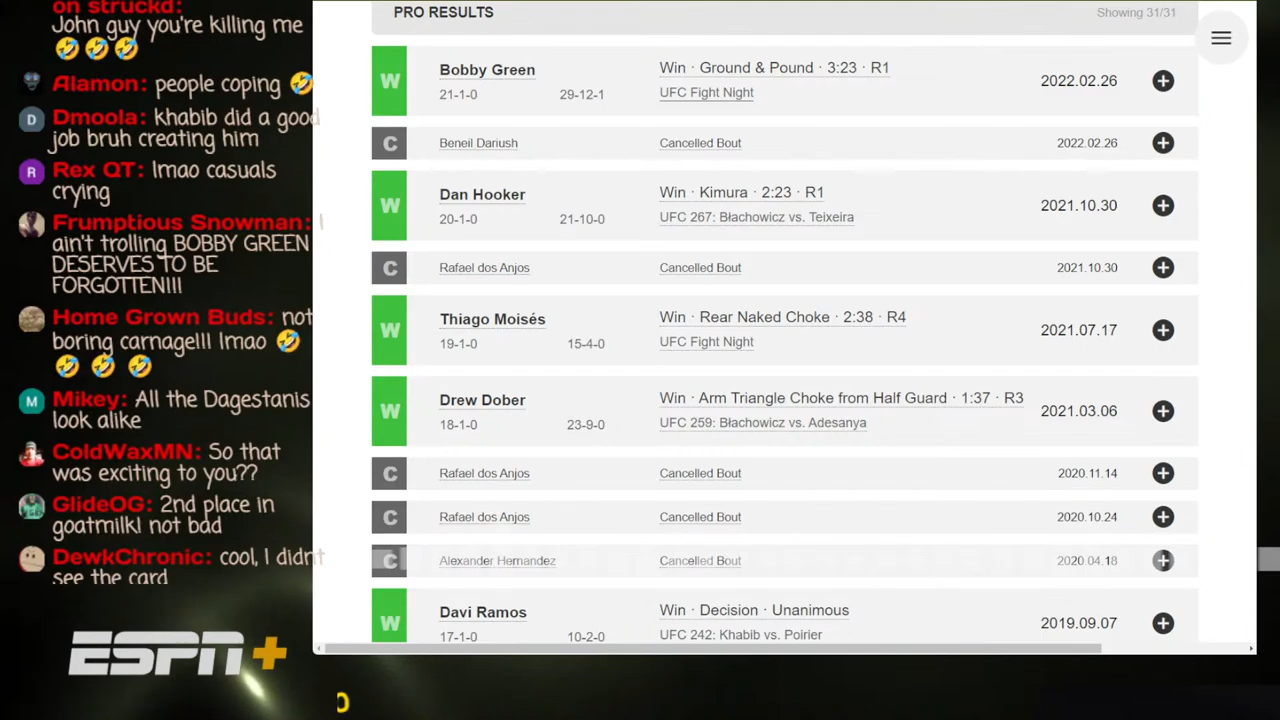 on struckd:
John guy you're killing me
🤣🤣🤣
Alamon: people coping 🤣
Dmoola: khabib did a good
job bruh creating him
Rex QT: lmao casuals
crying
Frumptious Snowman: I
ain't trolling BOBBY GREEN
DESERVES TO BE
FORGOTTEN!!!
Home Grown Buds: not
boring carnage!!! lmao 🤣
🤣 🤣 🤣
Mikey: All the Dagestanis
look alike
ColdWaxMN: So that
was exciting to you??
GlideOG: 2nd place in
goatmilk! not bad
DewkChronic: cool, I didn't
see the card
ESPN+
PRO RESULTS Showing 31/31
W Bobby Green Win · Ground & Pound · 3:23 · R1 2022.02.26
21-1-0 29-12-1 UFC Fight Night
C Beneil Dariush Cancelled Bout 2022.02.26
W Dan Hooker Win · Kimura · 2:23 · R1 2021.10.30
20-1-0 21-10-0 UFC 267: Błachowicz vs. Teixeira
C Rafael dos Anjos Cancelled Bout 2021.10.30
W Thiago Moisés Win · Rear Naked Choke · 2:38 · R4 2021.07.17
19-1-0 15-4-0 UFC Fight Night
W Drew Dober Win · Arm Triangle Choke from Half Guard · 1:37 · R3 2021.03.06
18-1-0 23-9-0 UFC 259: Błachowicz vs. Adesanya
C Rafael dos Anjos Cancelled Bout 2020.11.14
C Rafael dos Anjos Cancelled Bout 2020.10.24
C Alexander Hernandez Cancelled Bout 2020.04.18
W Davi Ramos Win · Decision · Unanimous 2019.09.07
17-1-0 10-2-0 UFC 242: Khabib vs. Poirier